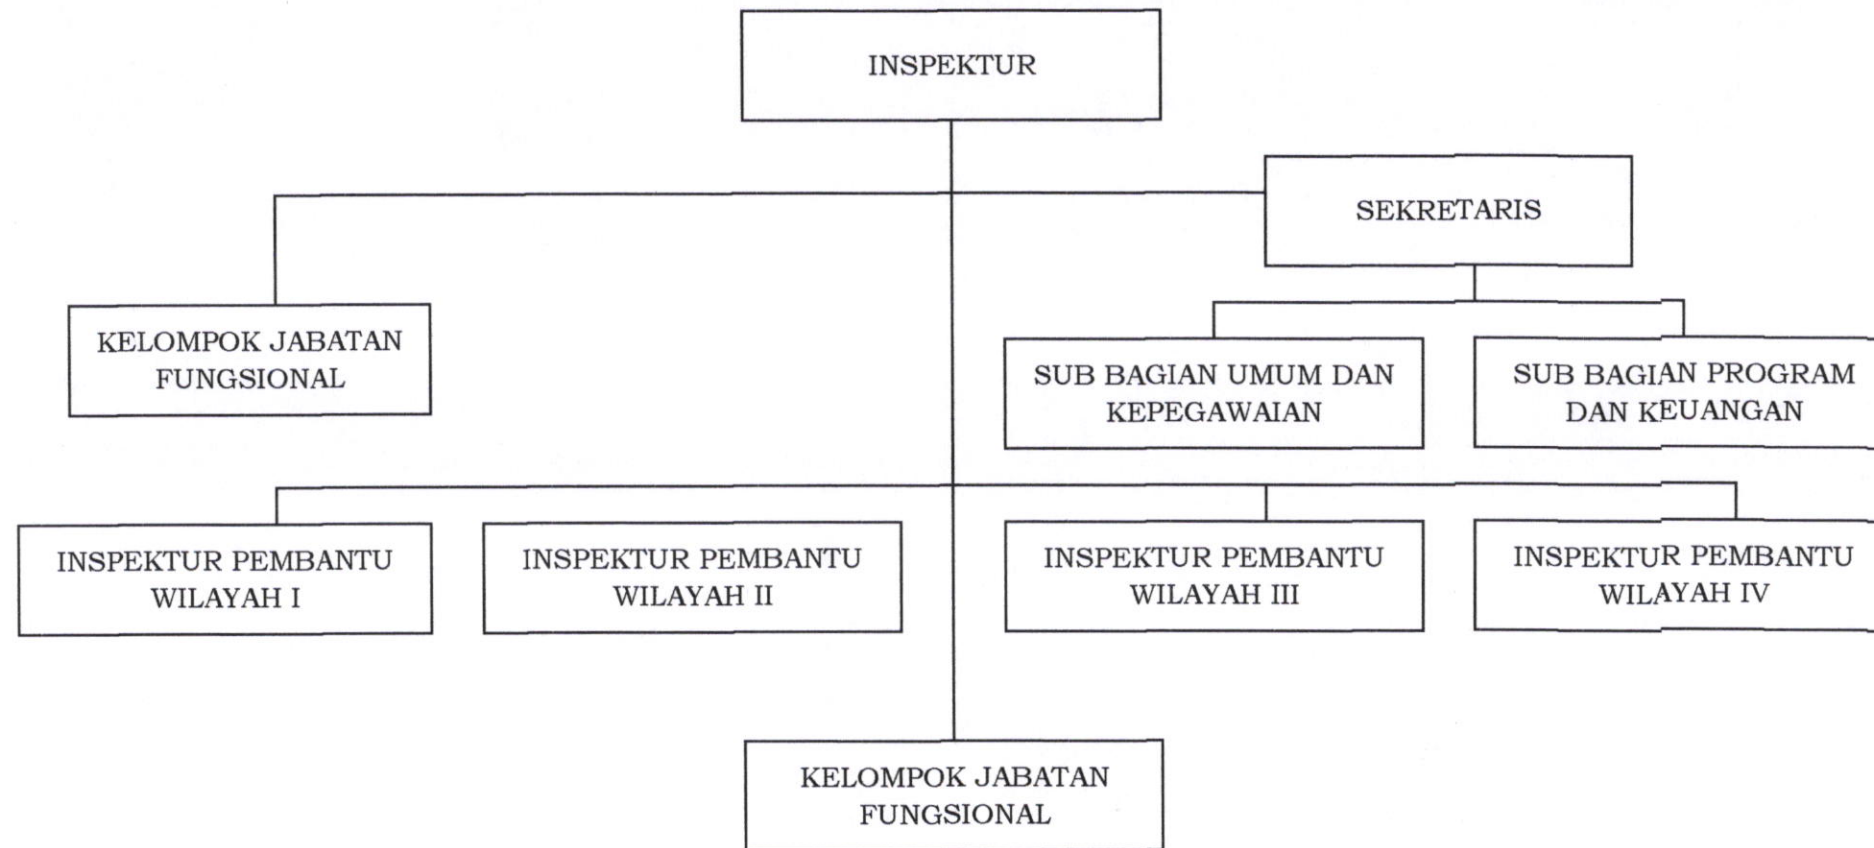 INSPEKTUR
SEKRETARIS
KELOMPOK JABATAN
FUNGSIONAL
SUB BAGIAN UMUM DAN
KEPEGAWAIAN
SUB BAGIAN PROGRAM
DAN KEUANGAN
INSPEKTUR PEMBANTU
WILAYAH I
INSPEKTUR PEMBANTU
WILAYAH II
INSPEKTUR PEMBANTU
WILAYAH III
INSPEKTUR PEMBANTU
WILAYAH IV
KELOMPOK JABATAN
FUNGSIONAL